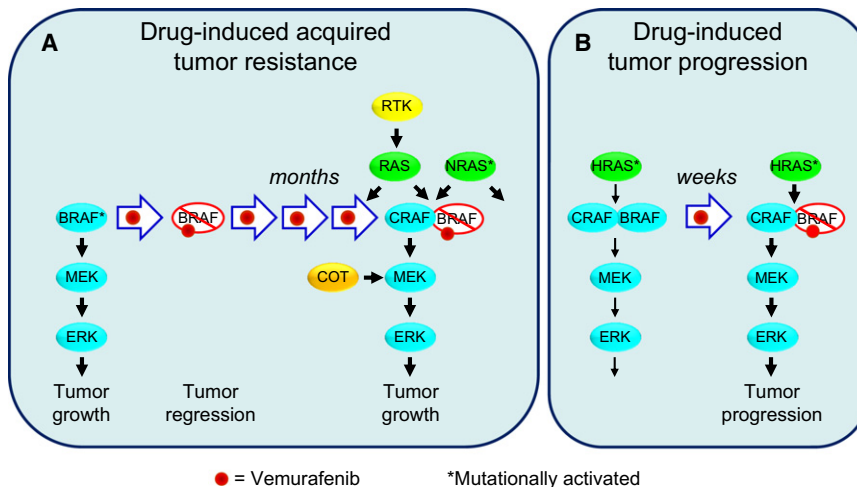 A
Drug-induced acquired
tumor resistance
RTK
RAS
NRAS*
months
BRAF*
BRAF
CRAF
BRAF
MEK
COT
MEK
ERK
ERK
Tumor
growth
Tumor
regression
Tumor
growth
B
Drug-induced
tumor progression
HRAS*
HRAS*
weeks
CRAF
BRAF
CRAF
BRAF
MEK
MEK
ERK
ERK
Tumor
progression
= Vemurafenib
*Mutationally activated